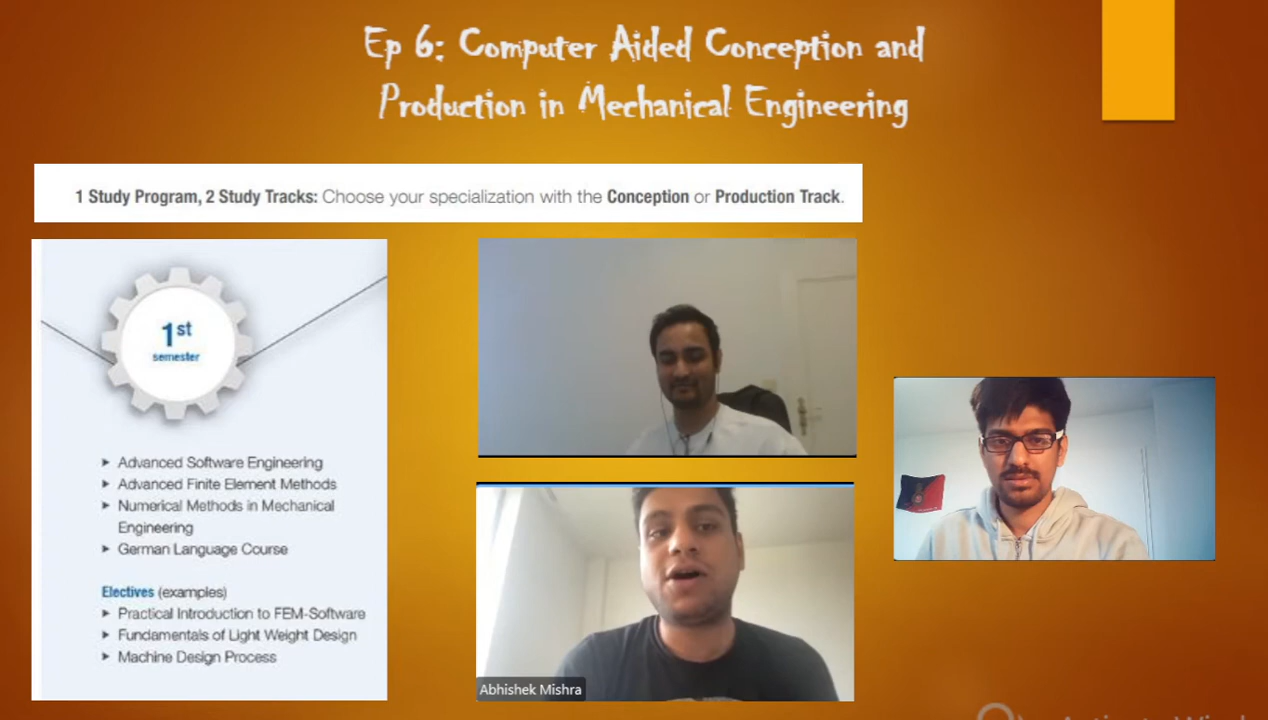 Ep 6: Computer Aided Conception and
Production in Mechanical Engineering
1 Study Program, 2 Study Tracks: Choose your specialization with the Conception or Production Track.
1st
semester
▸ Advanced Software Engineering
▸ Advanced Finite Element Methods
▸ Numerical Methods in Mechanical
Engineering
▸ German Language Course
Electives (examples)
▸ Practical Introduction to FEM-Software
▸ Fundamentals of Light Weight Design
▸ Machine Design Process
Abhishek Mishra